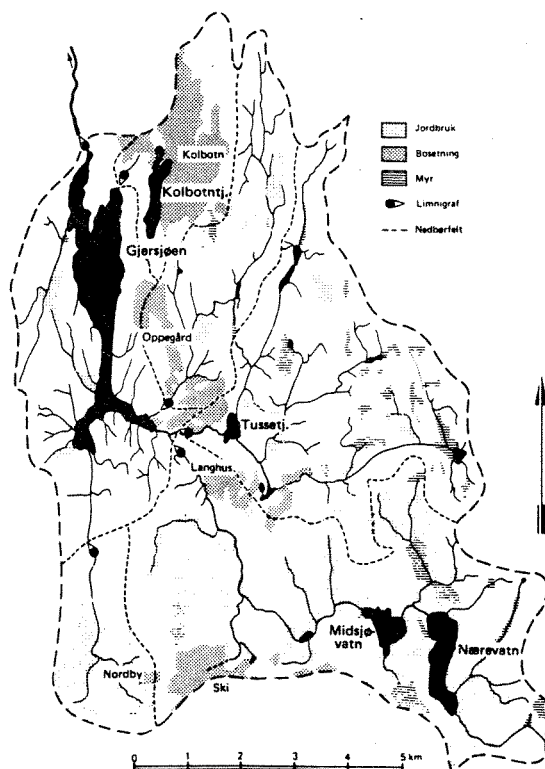 Jordbruk
Bosetning
Myr
Limnigraf
Nedbørfelt
Kolbotn
Kolbotntj.
Gjersjøen
Oppegård
Tussetj.
Langhus
Midsjø-
vatn
Nærevatn
Nordby
Ski
0 1 2 3 4 5 km